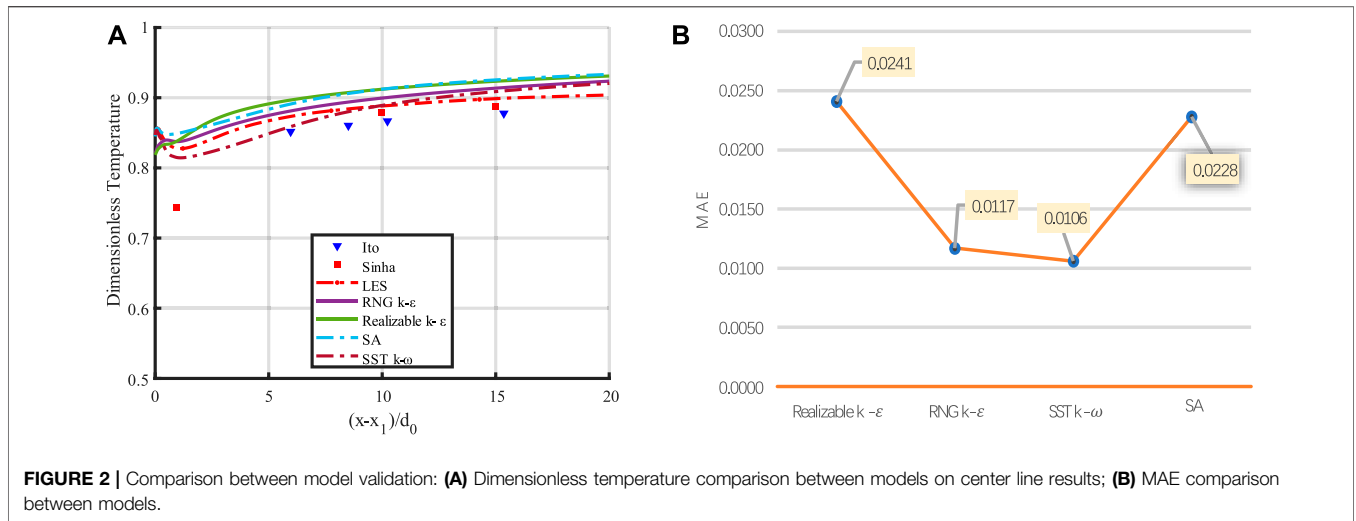 A
1
0.9
0.8
0.7
0.6
0.5
Dimensionless Temperature
0
5
10
15
20
(x-x₁)/d₀
Ito
Sinha
LES
RNG k-ε
Realizable k- ε
SA
SST k-ω
B
0.0300
0.0250
0.0200
0.0150
0.0100
0.0050
0.0000
MAE
0.0241
0.0117
0.0106
0.0228
Realizable k -ε
RNG k-ε
SST k-ω
SA
FIGURE 2 | Comparison between model validation: (A) Dimensionless temperature comparison between models on center line results; (B) MAE comparison
between models.